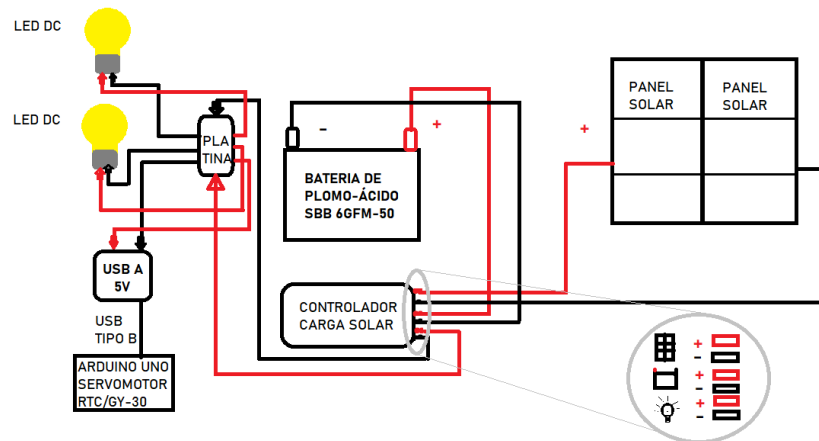 LED DC
LED DC
PLA
TINA
- +
BATERIA DE
PLOMO-ÁCIDO
SBB 6GFM-50
+
PANEL
SOLAR
PANEL
SOLAR
USB A
5V
USB
TIPO B
ARDUINO UNO
SERVOMOTOR
RTC/GY-30
CONTROLADOR
CARGA SOLAR
+
-
+
-
+
-